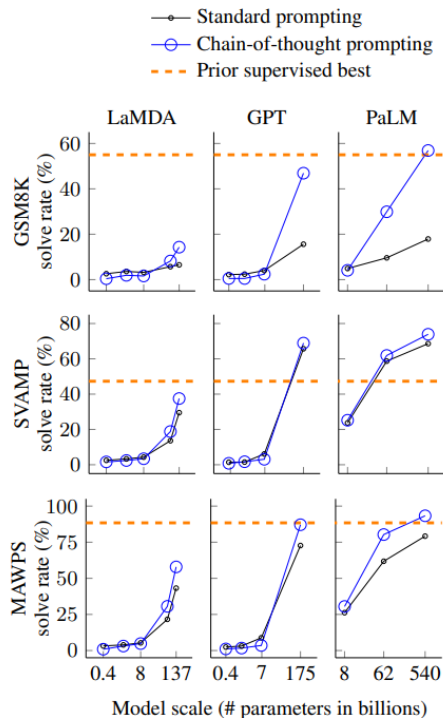 Standard prompting
Chain-of-thought prompting
Prior supervised best
LaMDA GPT PaLM
GSM8K
solve rate (%)
60
40
20
0
SVAMP
solve rate (%)
80
60
40
20
0
MAWPS
solve rate (%)
100
75
50
25
0
0.4 8 137 0.4 7 175 8 62 540
Model scale (# parameters in billions)